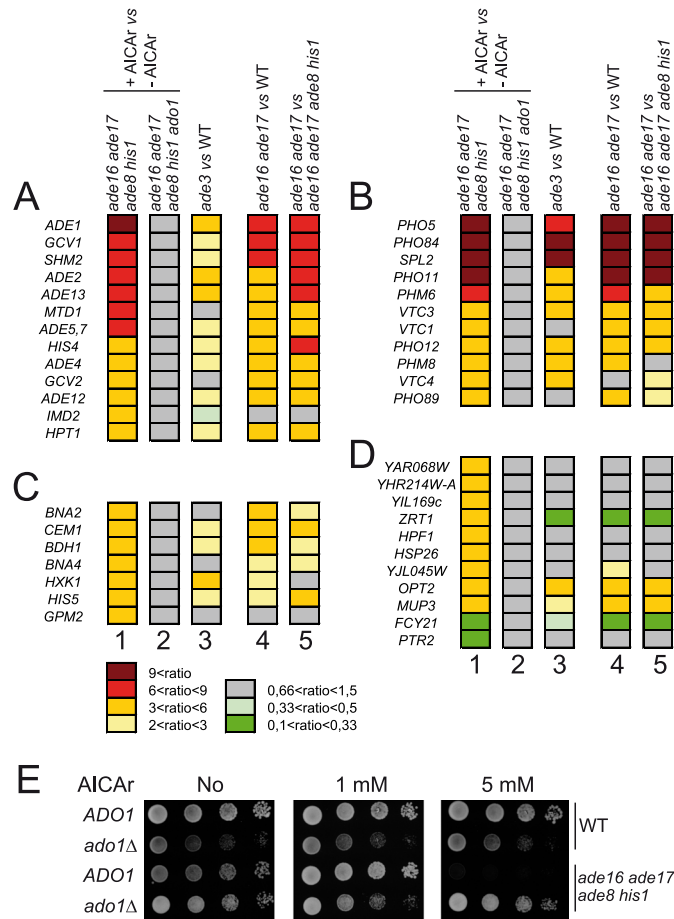 + AICAr vs
- AICAr
ade16 ade17
ade8 his1
ade16 ade17
ade8 his1 ado1
ade3 vs WT
ade16 ade17 vs WT
ade16 ade17 vs
ade16 ade17 ade8 his1
A
ADE1
GCV1
SHM2
ADE2
ADE13
MTD1
ADE5,7
HIS4
ADE4
GCV2
ADE12
IMD2
HPT1
+ AICAr vs
- AICAr
ade16 ade17
ade8 his1
ade16 ade17
ade8 his1 ado1
ade3 vs WT
ade16 ade17 vs WT
ade16 ade17 vs
ade16 ade17 ade8 his1
B
PHO5
PHO84
SPL2
PHO11
PHM6
VTC3
VTC1
PHO12
PHM8
VTC4
PHO89
C
BNA2
CEM1
BDH1
BNA4
HXK1
HIS5
GPM2
1 2 3 4 5
D
YAR068W
YHR214W-A
YIL169c
ZRT1
HPF1
HSP26
YJL045W
OPT2
MUP3
FCY21
PTR2
1 2 3 4 5
9<ratio
6<ratio<9
3<ratio<6
2<ratio<3
0,66<ratio<1,5
0,33<ratio<0,5
0,1<ratio<0,33
E
AICAr No 1 mM 5 mM
ADO1
ado1Δ
ADO1
ado1Δ
WT
ade16 ade17
ade8 his1